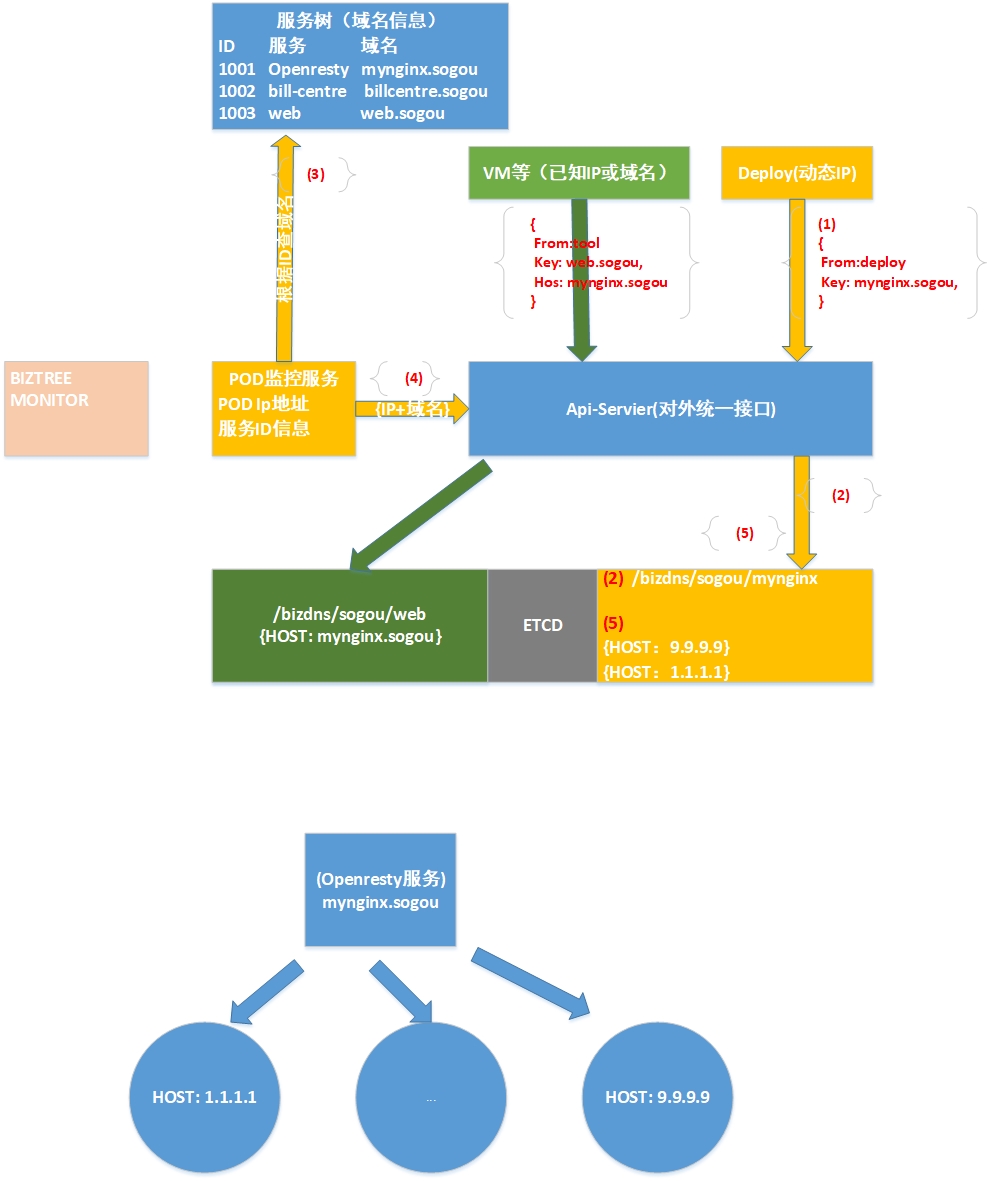 服务树（域名信息）
ID 服务 域名
1001 Openresty mynginx.sogou
1002 bill-centre billcentre.sogou
1003 web web.sogou
(3)
根据ID查域名
VM等（已知IP或域名）
Deploy(动态IP)
{
From:tool
Key: web.sogou,
Hos: mynginx.sogou
}
(1)
{
From:deploy
Key: mynginx.sogou,
}
BIZTREE
MONITOR
POD监控服务
POD Ip地址
服务ID信息
(4)
{IP+域名}
Api-Servier(对外统一接口)
(2)
(5)
/bizdns/sogou/web
{HOST: mynginx.sogou}
ETCD
(2) /bizdns/sogou/mynginx
(5)
{HOST：9.9.9.9}
{HOST：1.1.1.1}
(Openresty服务)
mynginx.sogou
HOST: 1.1.1.1
...
HOST: 9.9.9.9